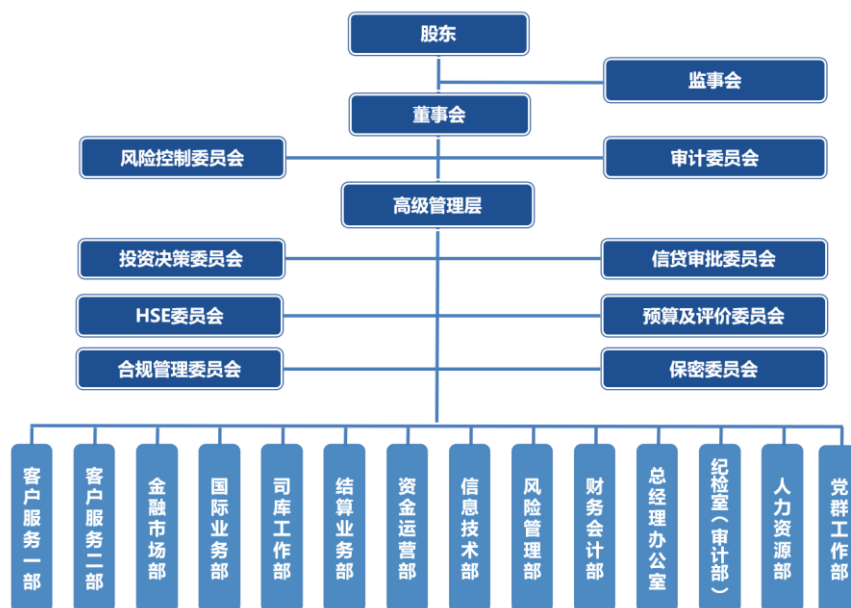 股东
监事会
董事会
风险控制委员会
审计委员会
高级管理层
投资决策委员会
信贷审批委员会
HSE委员会
预算及评价委员会
合规管理委员会
保密委员会
客户服务一部
客户服务二部
金融市场部
国际业务部
司库工作部
结算业务部
资金运营部
信息技术部
风险管理部
财务会计部
总经理办公室
纪检室（审计部）
人力资源部
党群工作部